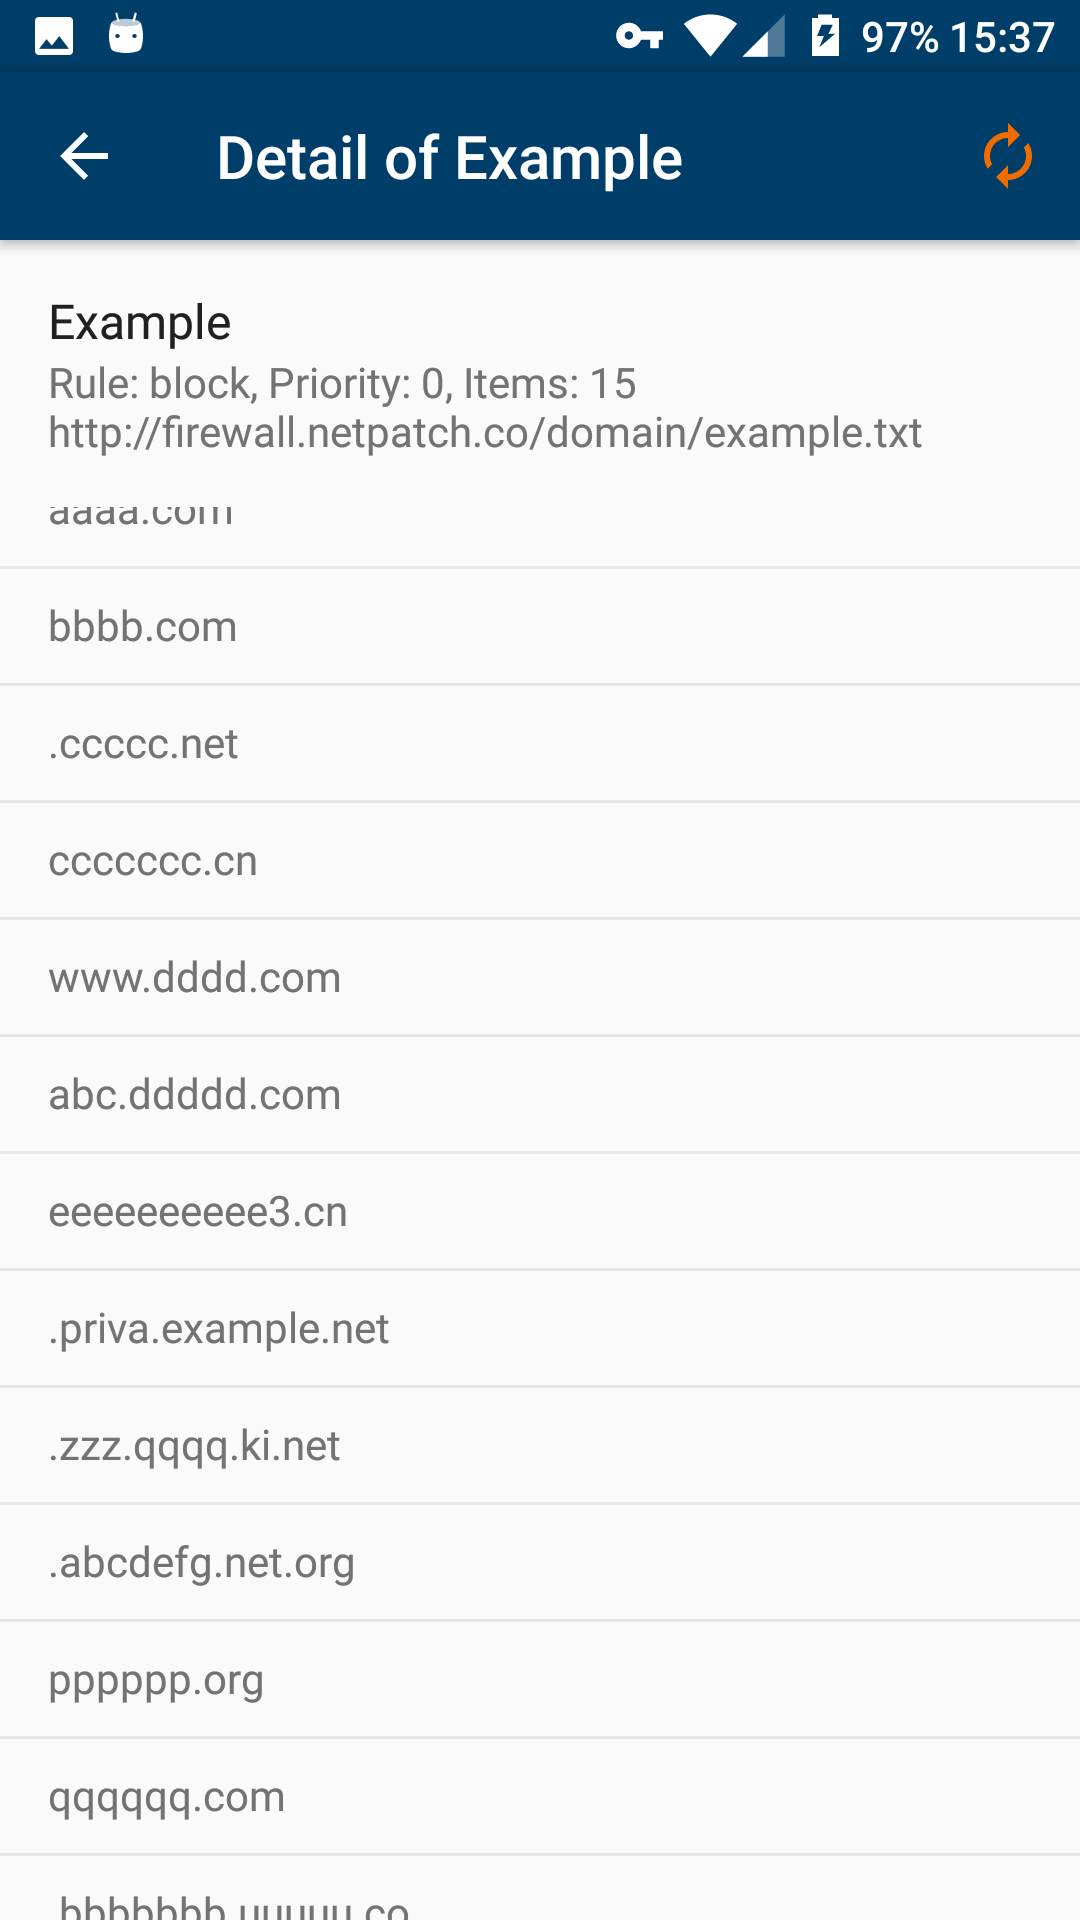 97% 15:37
Detail of Example
Example
Rule: block, Priority: 0, Items: 15
http://firewall.netpatch.co/domain/example.txt
aaaa.com
bbbb.com
.ccccc.net
ccccccc.cn
www.dddd.com
abc.ddddd.com
eeeeeeeeee3.cn
.priva.example.net
.zzz.qqqq.ki.net
.abcdefg.net.org
pppppp.org
qqqqqq.com